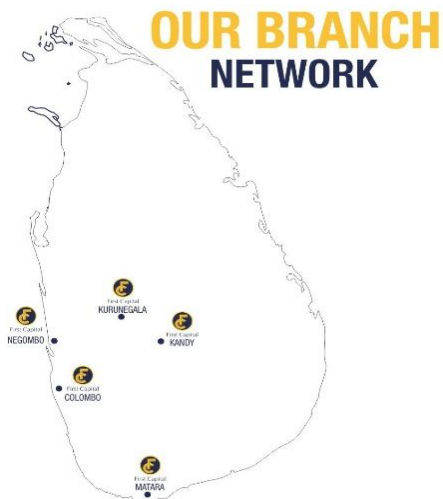 OUR BRANCH
NETWORK
First Capital
KURUNEGALA
First Capital
NEGOMBO
First Capital
KANDY
First Capital
COLOMBO
First Capital
MATARA